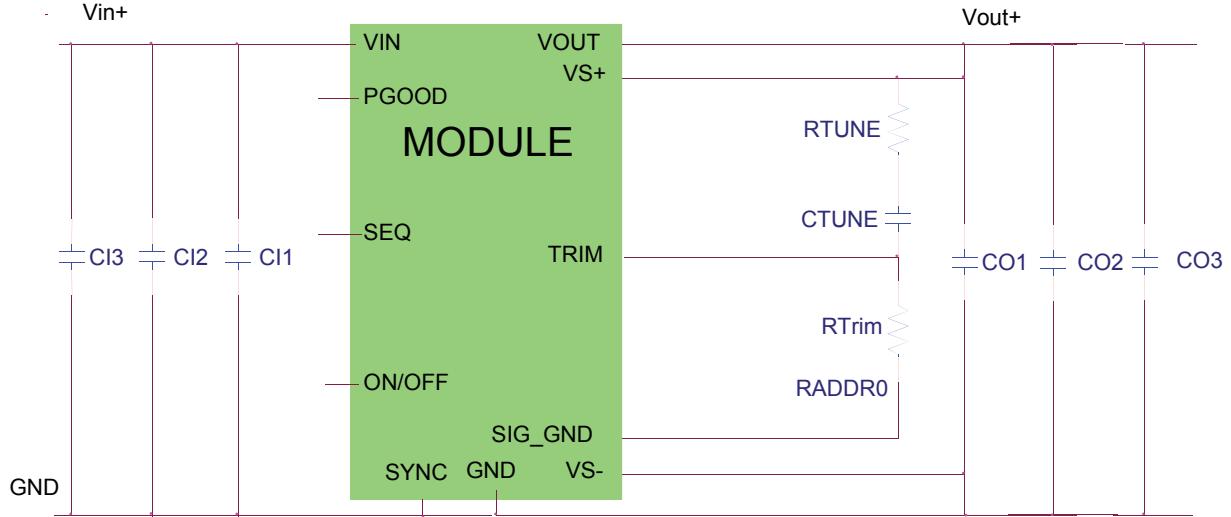 Vin+
Vout+
VIN
VOUT
VS+
PGOOD
MODULE
RTUNE
CTUNE
SEQ
TRIM
CI3
CI2
CI1
CO1
CO2
CO3
RTrim
ON/OFF
RADDR0
SIG_GND
SYNC
GND
VS-
GND